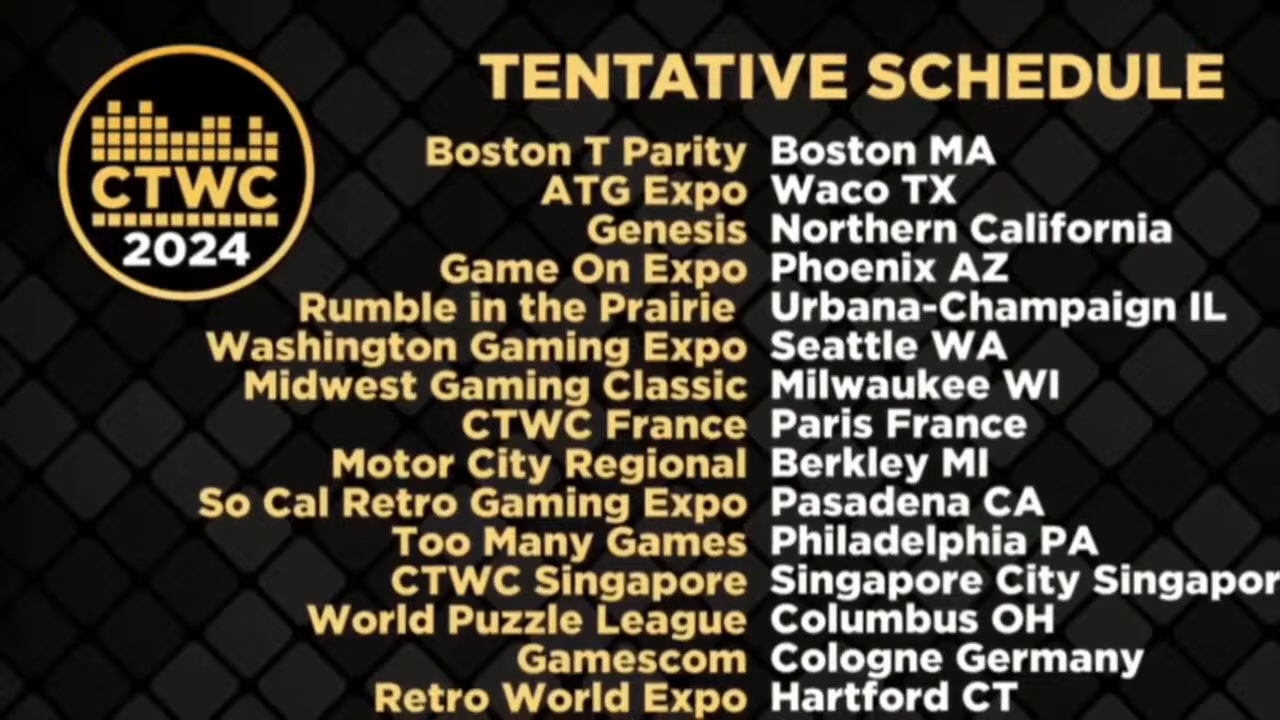 TENTATIVE SCHEDULE
CTWC
2024
Boston T Parity Boston MA
ATG Expo Waco TX
Genesis Northern California
Game On Expo Phoenix AZ
Rumble in the Prairie Urbana-Champaign IL
Washington Gaming Expo Seattle WA
Midwest Gaming Classic Milwaukee WI
CTWC France Paris France
Motor City Regional Berkley MI
So Cal Retro Gaming Expo Pasadena CA
Too Many Games Philadelphia PA
CTWC Singapore Singapore City Singapor
World Puzzle League Columbus OH
Gamescom Cologne Germany
Retro World Expo Hartford CT